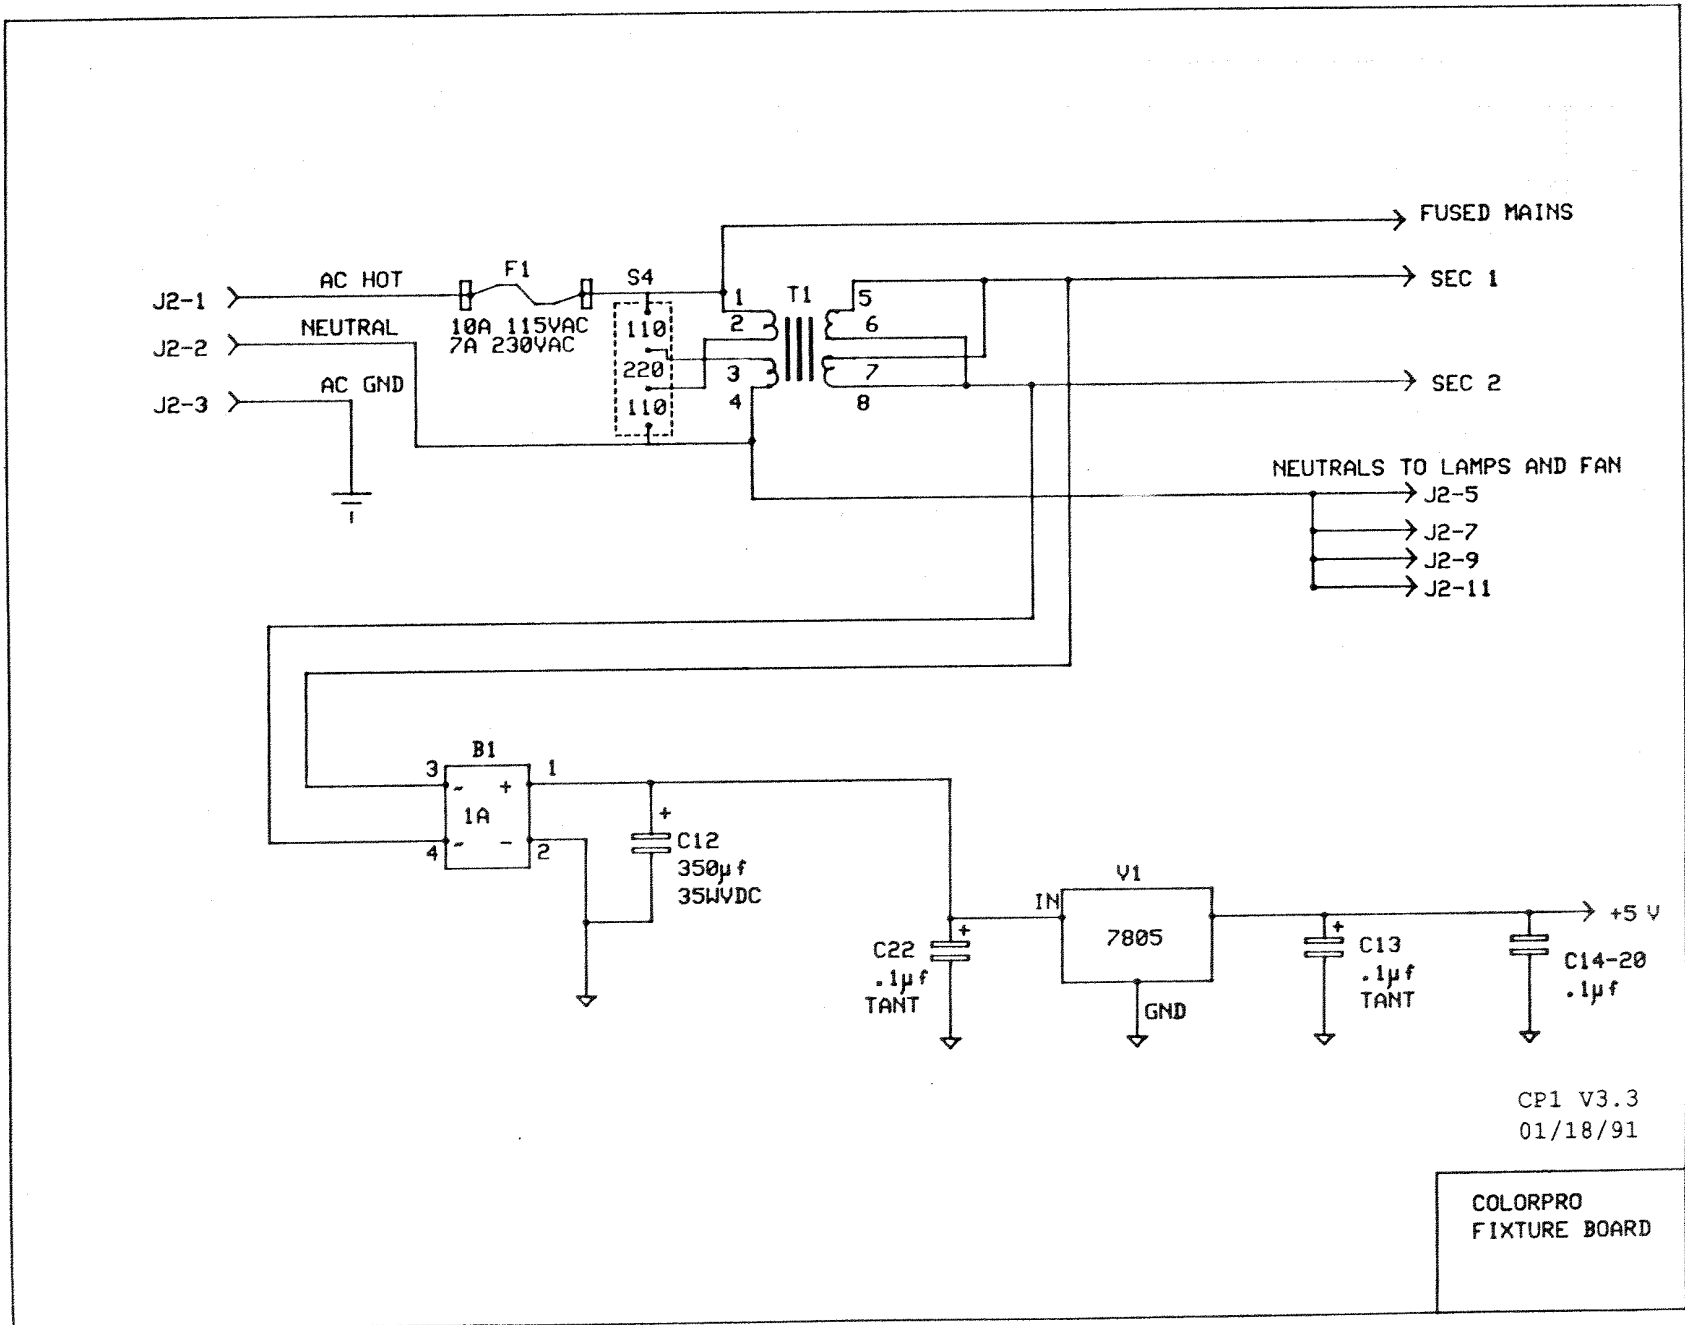 FUSED MAINS
AC HOT
F1
S4
J2-1
1
T1
5
SEC 1
NEUTRAL
10A 115VAC
7A 230VAC
110
2
6
J2-2
220
3
7
AC GND
J2-3
110
4
8
SEC 2
NEUTRALS TO LAMPS AND FAN
J2-5
J2-7
J2-9
J2-11
B1
3
1
~ +
1A
+
C12
350µf
35WVDC
4
~ -
2
V1
IN
7805
GND
+
C22
.1µf
TANT
+
C13
.1µf
TANT
+5 V
C14-20
.1µf
CP1 V3.3
01/18/91
COLORPRO
FIXTURE BOARD